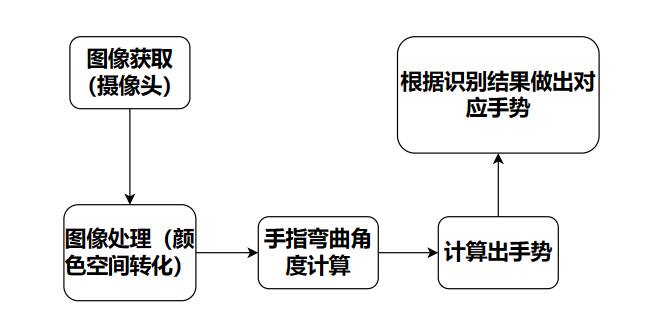 图像获取
（摄像头）
图像处理（颜
色空间转化）
手指弯曲角
度计算
计算出手势
根据识别结果做出对
应手势